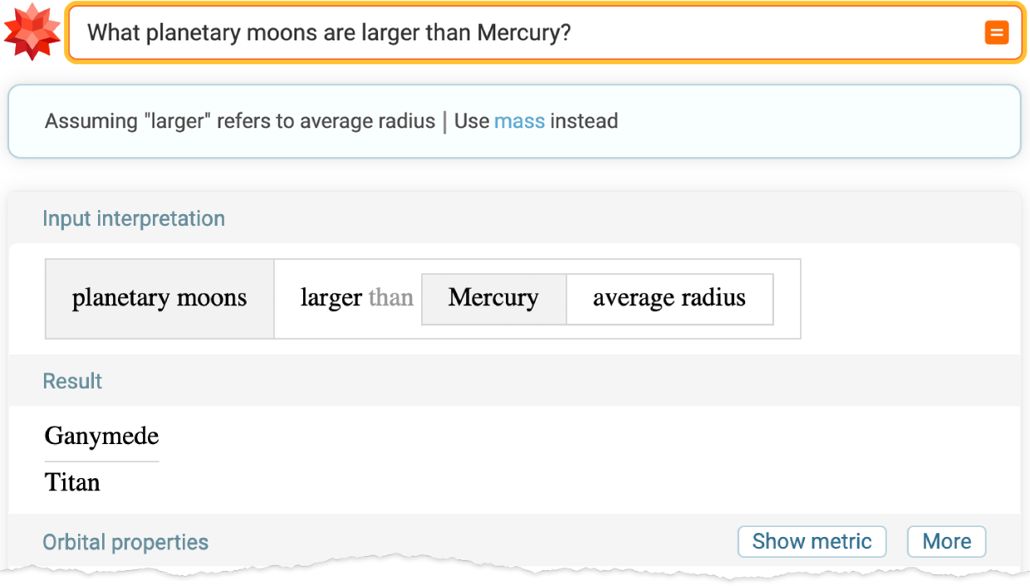 What planetary moons are larger than Mercury?
Assuming "larger" refers to average radius | Use mass instead
Input interpretation
planetary moons larger than Mercury average radius
Result
Ganymede
Titan
Orbital properties Show metric More